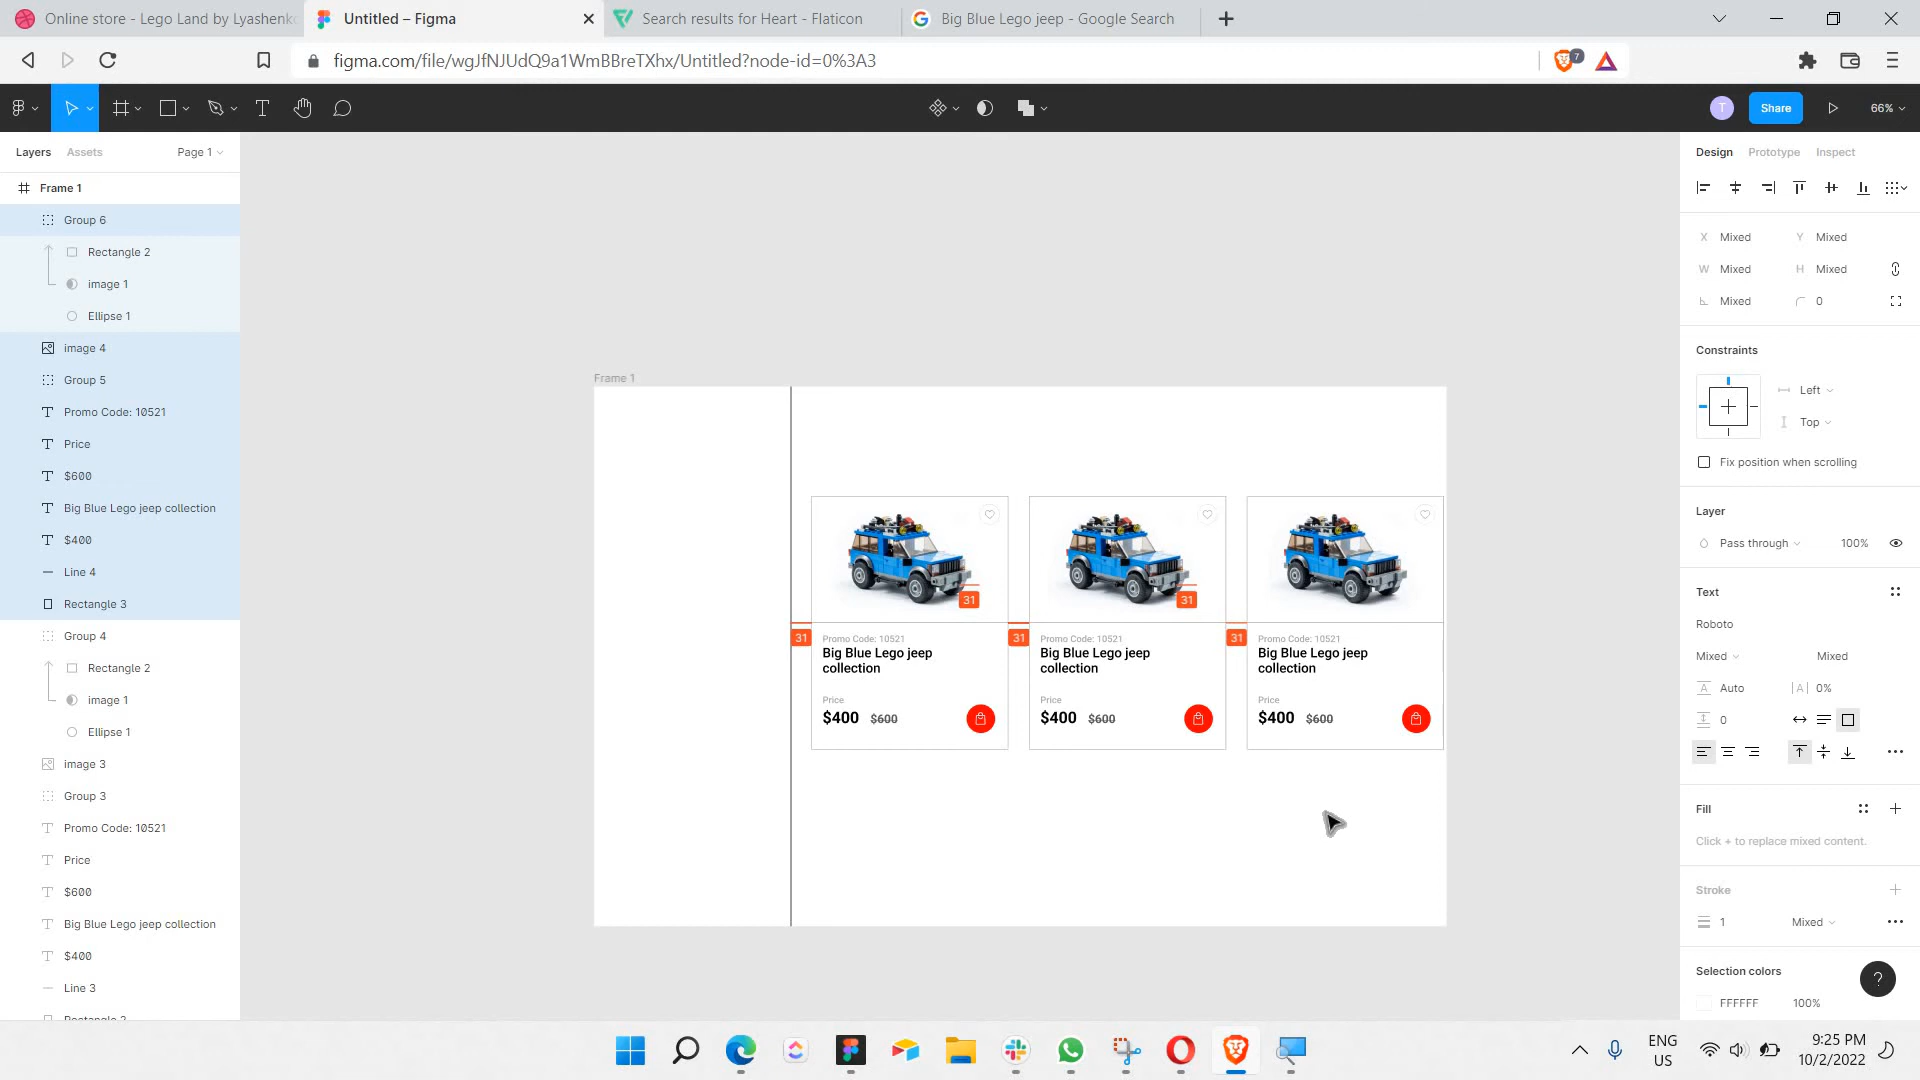 Online store - Lego Land by Lyashenko
Untitled – Figma
Search results for Heart - Flaticon
Big Blue Lego jeep - Google Search
figma.com/file/wgJfNJUdQ9a1WmBBreTXhx/Untitled?node-id=0%3A3
7
T
Share
66%
Layers
Assets
Page 1
Design
Prototype
Inspect
Frame 1
Group 6
Rectangle 2
image 1
Ellipse 1
image 4
Group 5
Promo Code: 10521
Price
$600
Big Blue Lego jeep collection
$400
Line 4
Rectangle 3
Group 4
Rectangle 2
image 1
Ellipse 1
image 3
Group 3
Promo Code: 10521
Price
$600
Big Blue Lego jeep collection
$400
Line 3
Rectangle 2
Frame 1
31
31
31
31
31
Promo Code: 10521
Big Blue Lego jeep
collection
Price
$400 $600
Promo Code: 10521
Big Blue Lego jeep
collection
Price
$400 $600
Promo Code: 10521
Big Blue Lego jeep
collection
Price
$400 $600
X Mixed Y Mixed
W Mixed H Mixed
Mixed 0
Constraints
Left
Top
Fix position when scrolling
Layer
Pass through 100%
Text
Roboto
Mixed Mixed
Auto |A| 0%
0
Fill
Click + to replace mixed content.
Stroke
1 Mixed
Selection colors
FFFFFF 100%
?
ENG
US
9:25 PM
10/2/2022